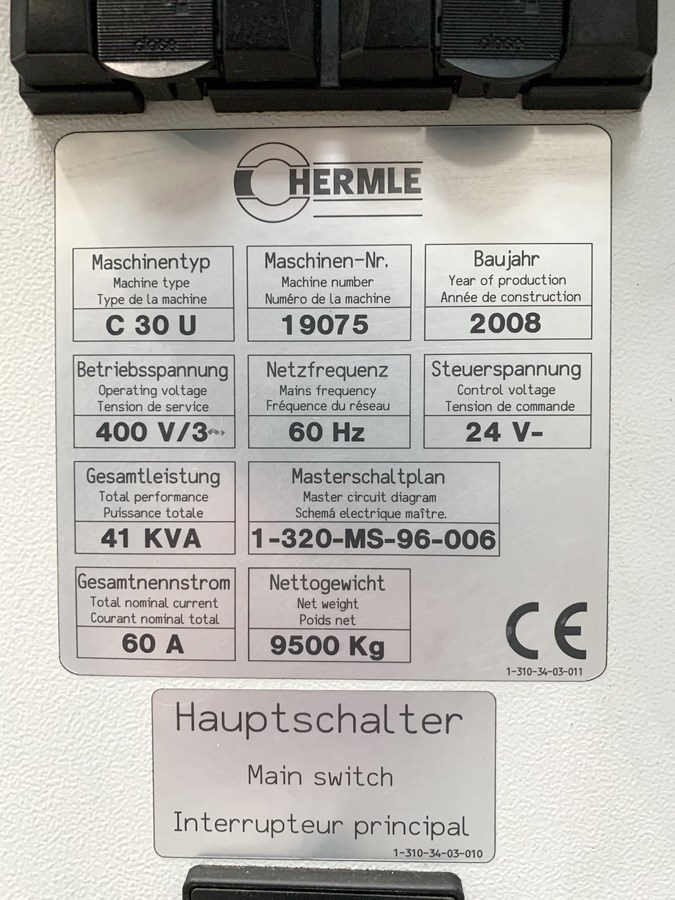 close
close
HERMLE
Maschinentyp
Machine type
Type de la machine
C 30 U
Maschinen-Nr.
Machine number
Numéro de la machine
19075
Baujahr
Year of production
Année de construction
2008
Betriebsspannung
Operating voltage
Tension de service
400 V/3
Netzfrequenz
Mains frequency
Fréquence du réseau
60 Hz
Steuerspannung
Control voltage
Tension de commande
24 V-
Gesamtleistung
Total performance
Puissance totale
41 KVA
Masterschaltplan
Master circuit diagram
Schemá electrique maître.
1-320-MS-96-006
Gesamtnennstrom
Total nominal current
Courant nominal total
60 A
Nettogewicht
Net weight
Poids net
9500 Kg
CE
1-310-34-03-011
Hauptschalter
Main switch
Interrupteur principal
1-310-34-03-010